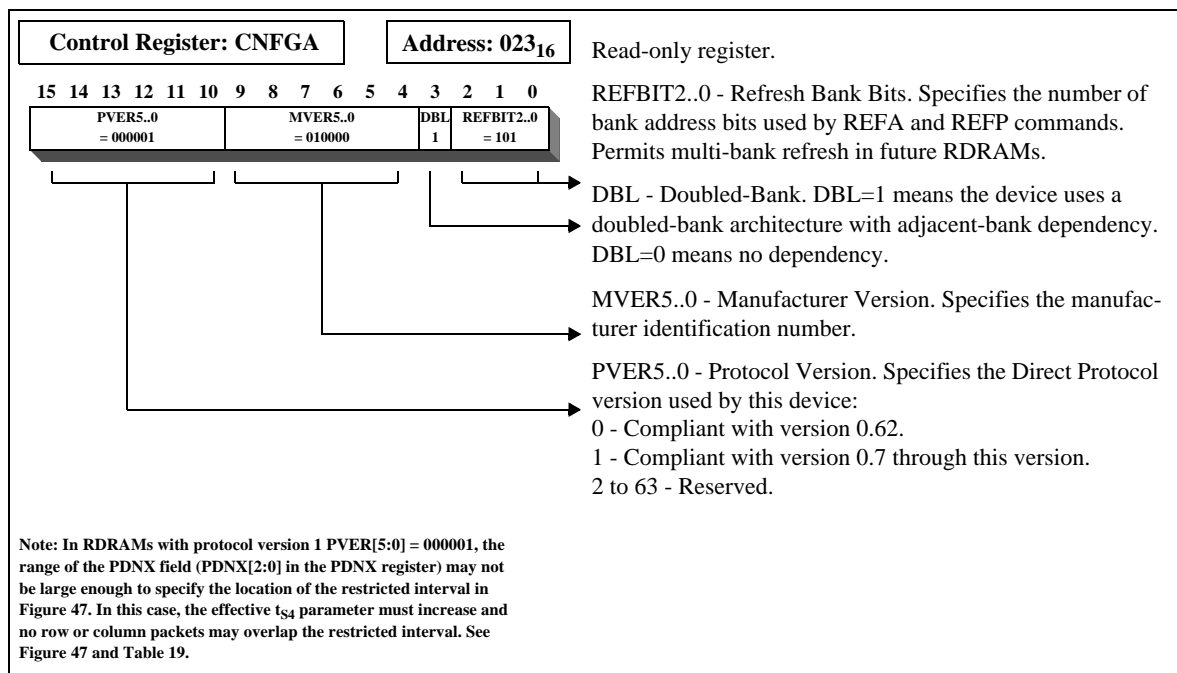 Control Register: CNFGA
Address: 023₁₆
15 14 13 12 11 10 9 8 7 6 5 4 3 2 1 0
PVER5..0 MVER5..0 DBL REFBIT2..0
= 000001 = 010000 1 = 101
Read-only register.
REFBIT2..0 - Refresh Bank Bits. Specifies the number of
bank address bits used by REFA and REFP commands.
Permits multi-bank refresh in future RDRAMs.
DBL - Doubled-Bank. DBL=1 means the device uses a
doubled-bank architecture with adjacent-bank dependency.
DBL=0 means no dependency.
MVER5..0 - Manufacturer Version. Specifies the manufac-
turer identification number.
PVER5..0 - Protocol Version. Specifies the Direct Protocol
version used by this device:
0 - Compliant with version 0.62.
1 - Compliant with version 0.7 through this version.
2 to 63 - Reserved.
Note: In RDRAMs with protocol version 1 PVER[5:0] = 000001, the
range of the PDNX field (PDNX[2:0] in the PDNX register) may not
be large enough to specify the location of the restricted interval in
Figure 47. In this case, the effective tS4 parameter must increase and
no row or column packets may overlap the restricted interval. See
Figure 47 and Table 19.